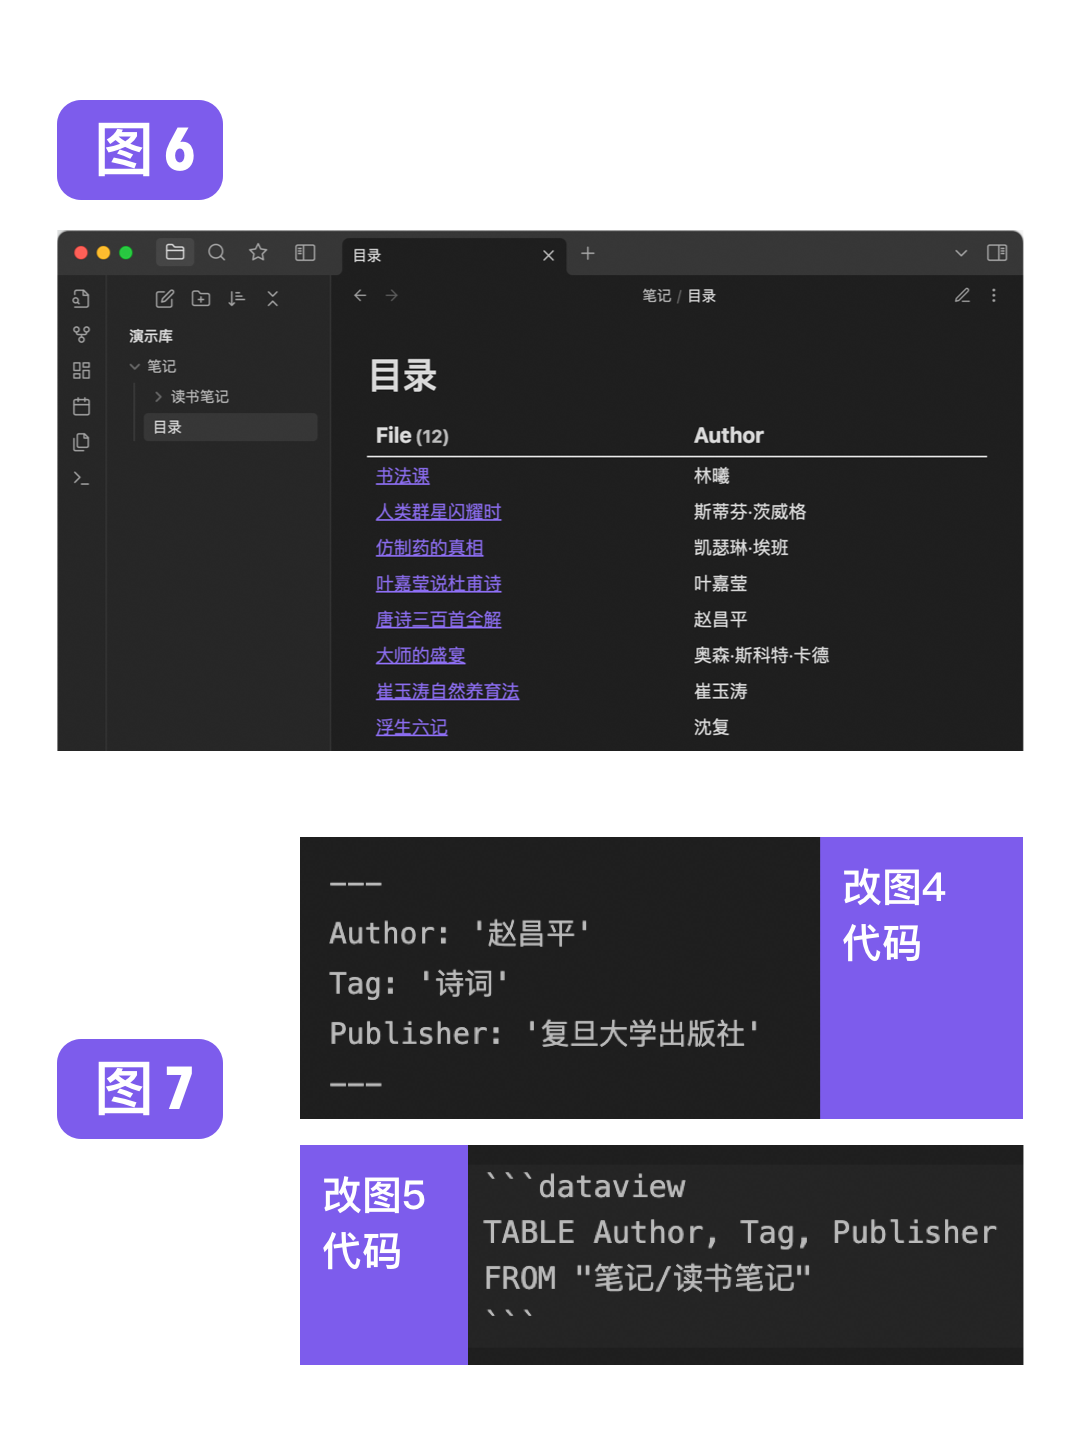 图 6
目录
笔记 / 目录
演示库
笔记
读书笔记
目录
目录
File (12) Author
书法课 林曦
人类群星闪耀时 斯蒂芬·茨威格
仿制药的真相 凯瑟琳·埃班
叶嘉莹说杜甫诗 叶嘉莹
唐诗三百首全解 赵昌平
大师的盛宴 奥森·斯科特·卡德
崔玉涛自然养育法 崔玉涛
浮生六记 沈复
---
Author: '赵昌平'
Tag: '诗词'
Publisher: '复旦大学出版社'
---
改图4
代码
图 7
改图5
代码
```dataview
TABLE Author, Tag, Publisher
FROM "笔记/读书笔记"
```